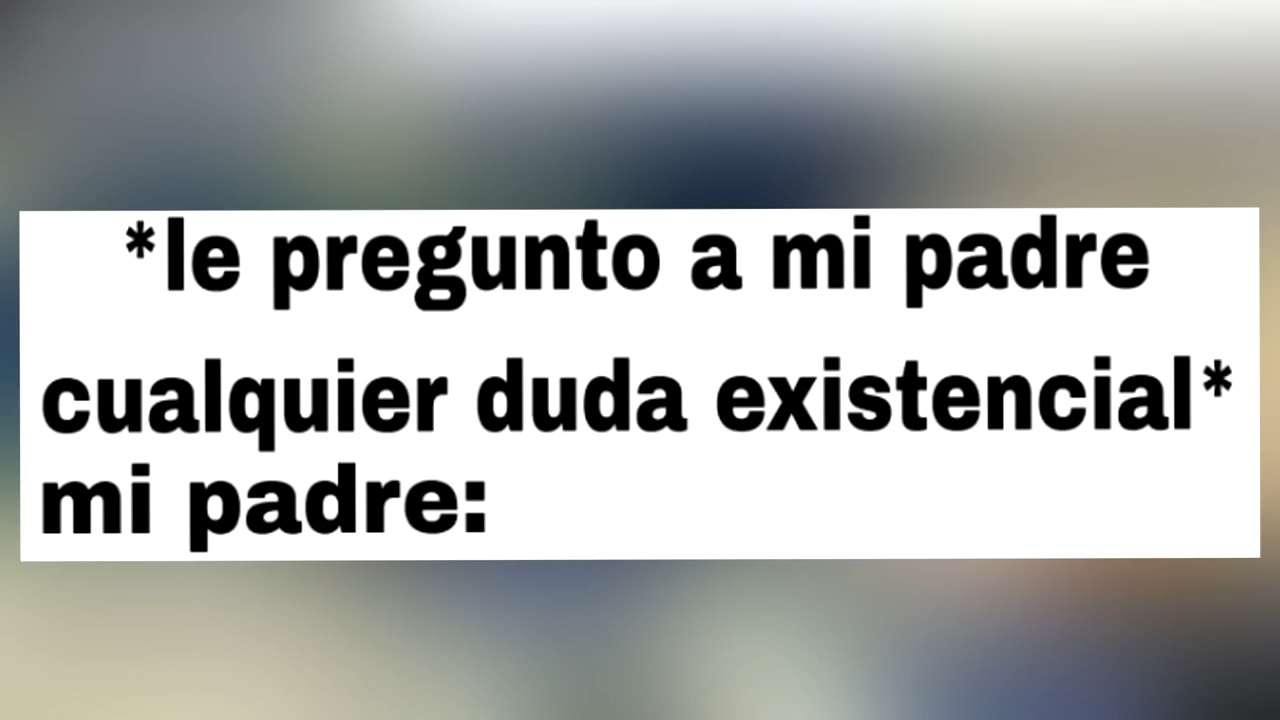 *le pregunto a mi padre
cualquier duda existencial*
mi padre: